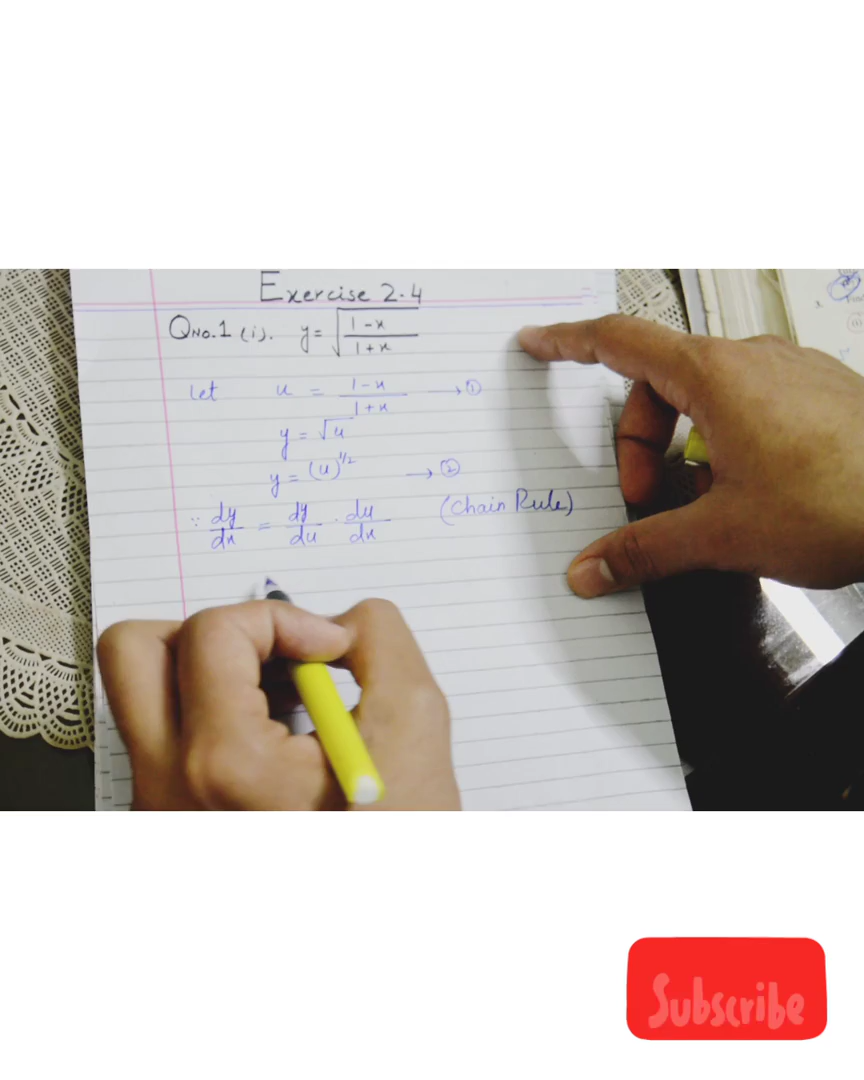 Exercise 2.4
Q No.1 (i). y = √(1-x / 1+x)
Let u = 1-x / 1+x → ①
y = √u
y = (u)^1/2 → ②
∵ dy/dx = dy/du . du/dx (Chain Rule)
Subscribe